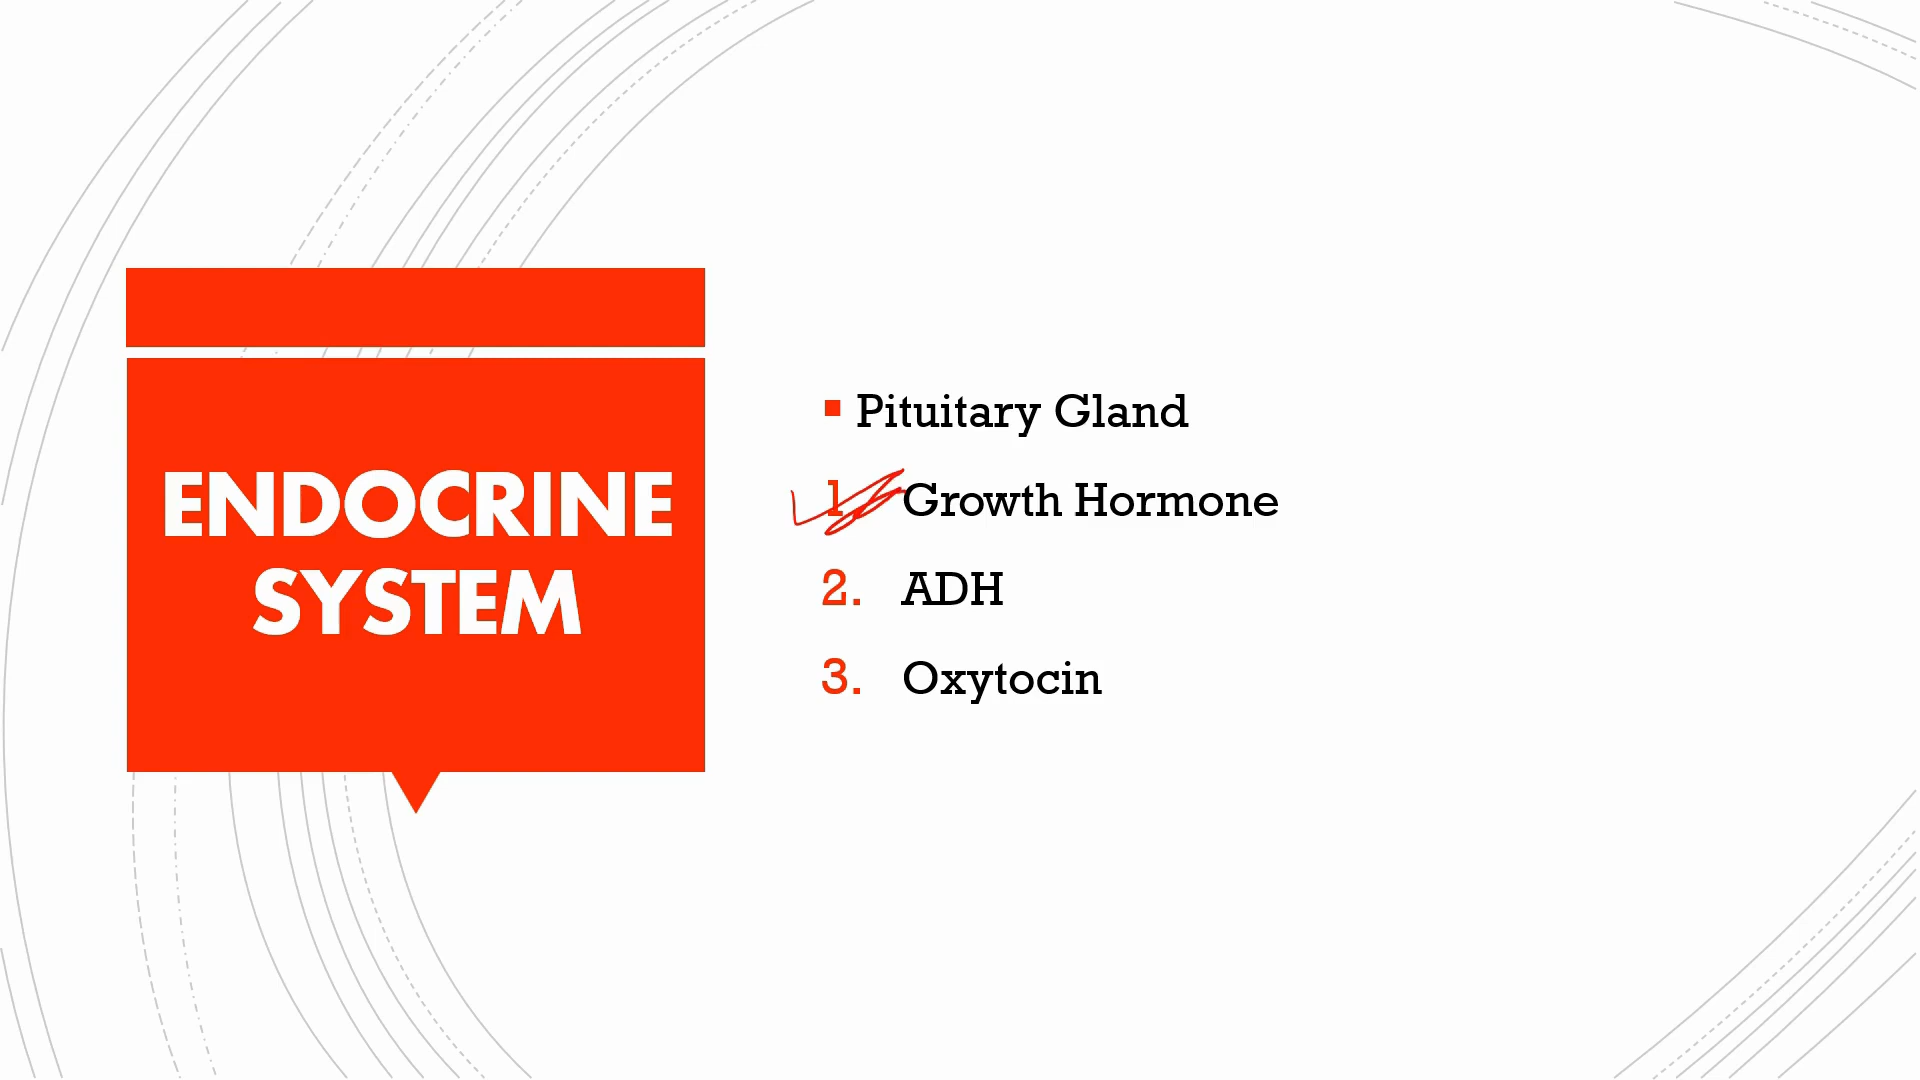 ENDOCRINE
SYSTEM
Pituitary Gland
1. Growth Hormone
2. ADH
3. Oxytocin